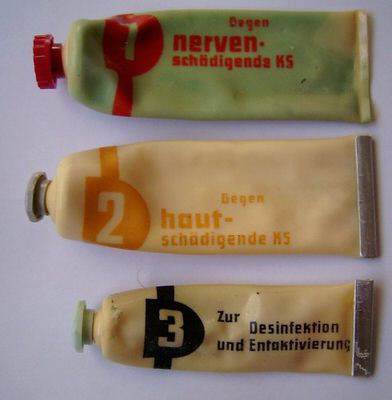 1
Gegen
nerven-
schädigende KS
2
Gegen
haut-
schädigende KS
3
Zur
Desinfektion
und Entaktivierung